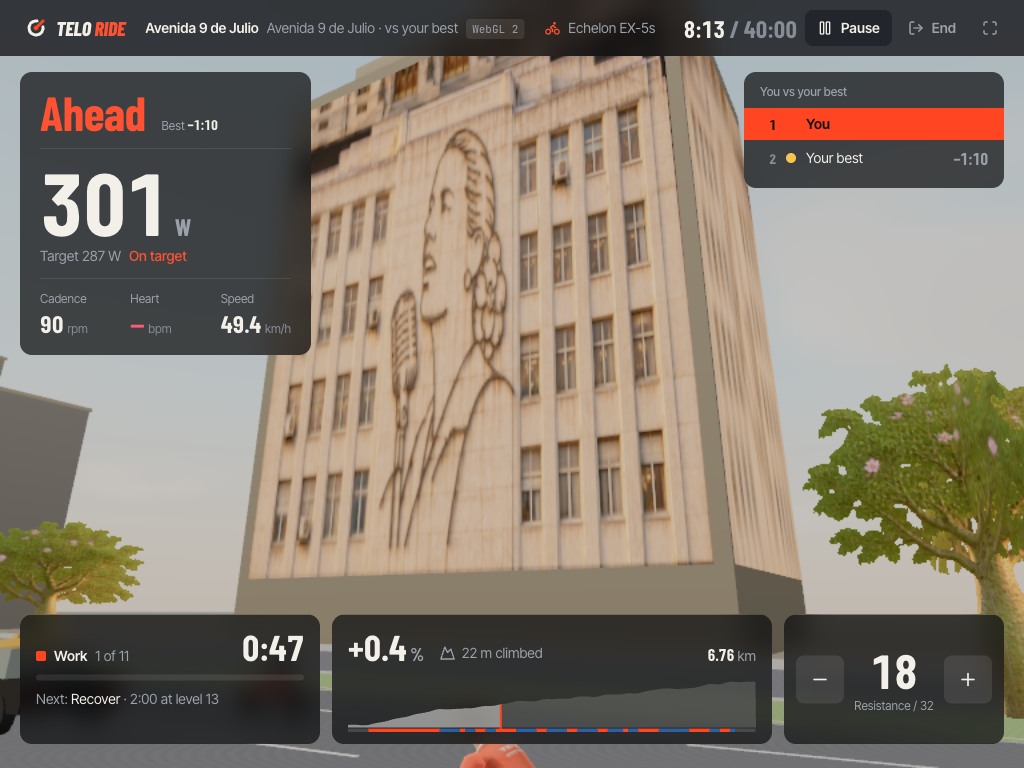 TELO RIDE
Avenida 9 de Julio Avenida 9 de Julio · vs your best WebGL 2 Echelon EX-5s 8:13 / 40:00 Pause End
Ahead Best −1:10
301 W
Target 287 W On target
Cadence Heart Speed
90 rpm – bpm 49.4 km/h
You vs your best
1 You
2 Your best −1:10
Work 1 of 11 0:47
Next: Recover · 2:00 at level 13
+0.4 % 22 m climbed 6.76 km
− 18 +
Resistance / 32